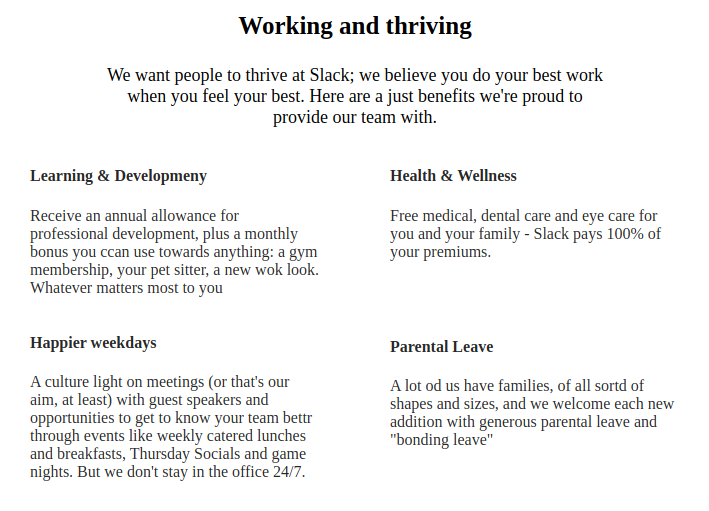 Working and thriving
We want people to thrive at Slack; we believe you do your best work
when you feel your best. Here are a just benefits we're proud to
provide our team with.
Learning & Developmeny
Receive an annual allowance for
professional development, plus a monthly
bonus you ccan use towards anything: a gym
membership, your pet sitter, a new wok look.
Whatever matters most to you
Health & Wellness
Free medical, dental care and eye care for
you and your family - Slack pays 100% of
your premiums.
Happier weekdays
A culture light on meetings (or that's our
aim, at least) with guest speakers and
opportunities to get to know your team bettr
through events like weekly catered lunches
and breakfasts, Thursday Socials and game
nights. But we don't stay in the office 24/7.
Parental Leave
A lot od us have families, of all sortd of
shapes and sizes, and we welcome each new
addition with generous parental leave and
"bonding leave"